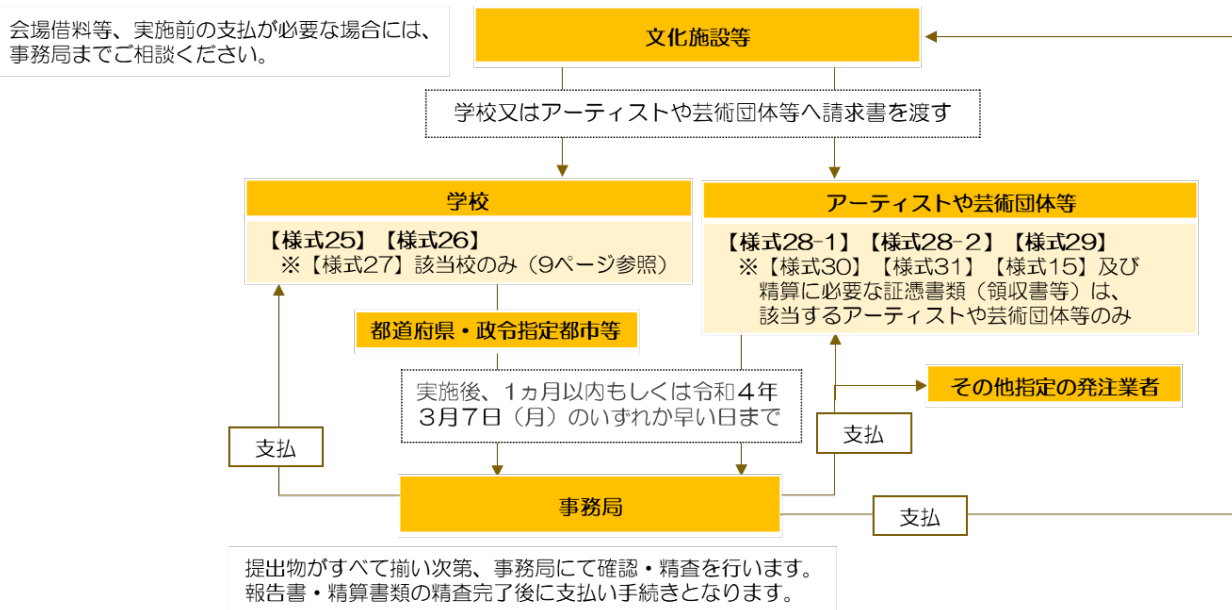 会場借料等、実施前の支払が必要な場合には、
事務局までご相談ください。
文化施設等
学校又はアーティストや芸術団体等へ請求書を渡す
学校
【様式25】【様式26】
※【様式27】該当校のみ（9ページ参照）
アーティストや芸術団体等
【様式28-1】【様式28-2】【様式29】
※【様式30】【様式31】【様式15】及び
精算に必要な証憑書類（領収書等）は、
該当するアーティストや芸術団体等のみ
都道府県・政令指定都市等
実施後、1ヵ月以内もしくは令和４年
３月７日（月）のいずれか早い日まで
その他指定の発注業者
支払
支払
事務局
支払
提出物がすべて揃い次第、事務局にて確認・精査を行います。
報告書・精算書類の精査完了後に支払い手続きとなります。